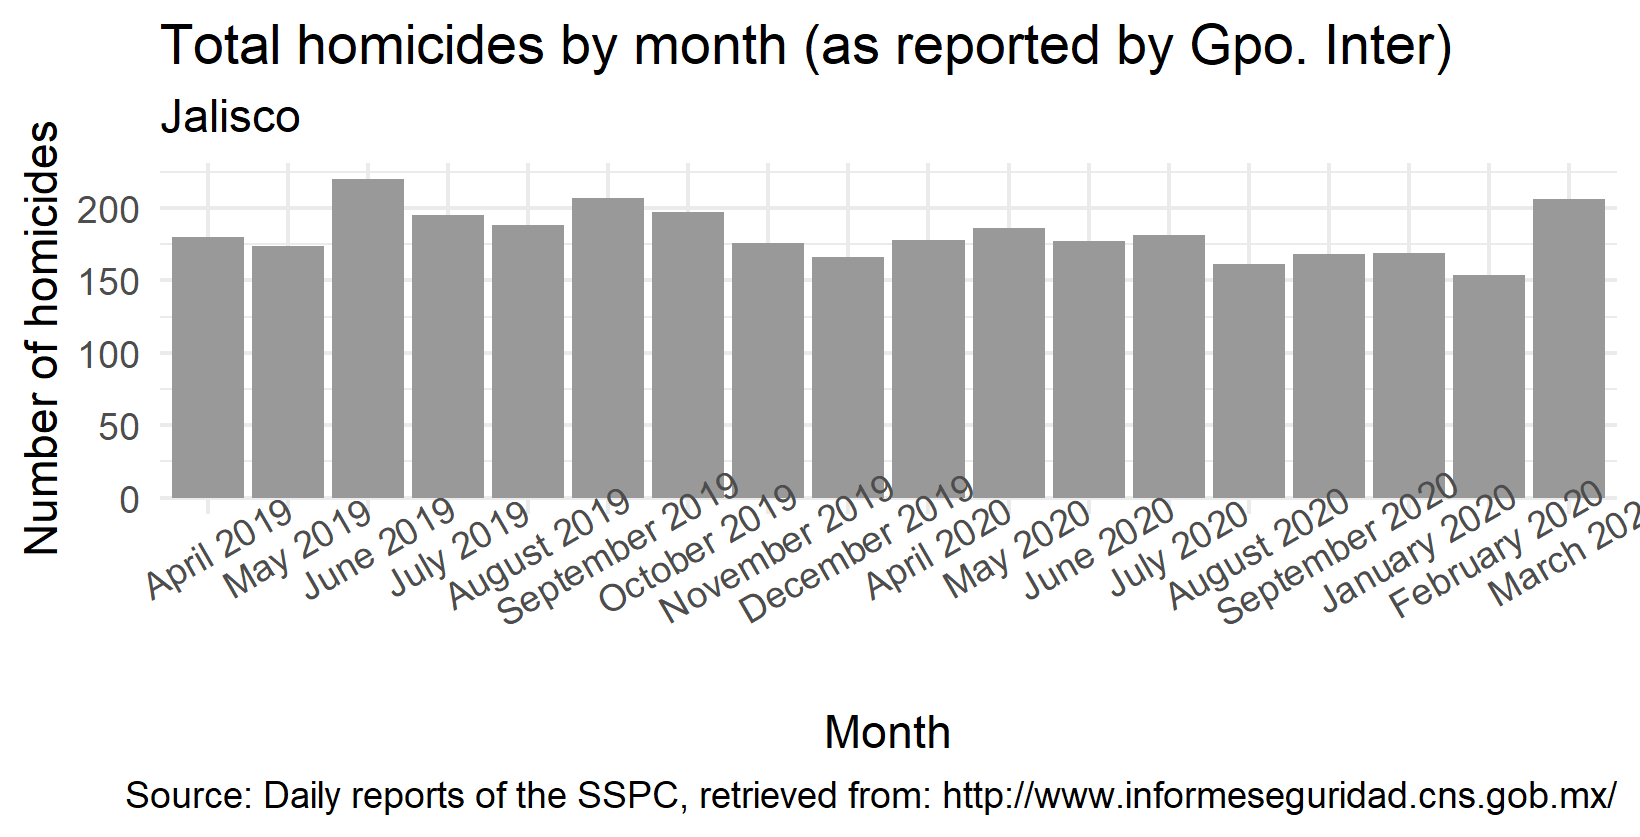 Total homicides by month (as reported by Gpo. Inter)
Jalisco
Number of homicides
200
150
100
50
0
April 2019
May 2019
June 2019
July 2019
August 2019
September 2019
October 2019
November 2019
December 2019
April 2020
May 2020
June 2020
July 2020
August 2020
September 2020
January 2020
February 2020
March 202
Month
Source: Daily reports of the SSPC, retrieved from: http://www.informeseguridad.cns.gob.mx/